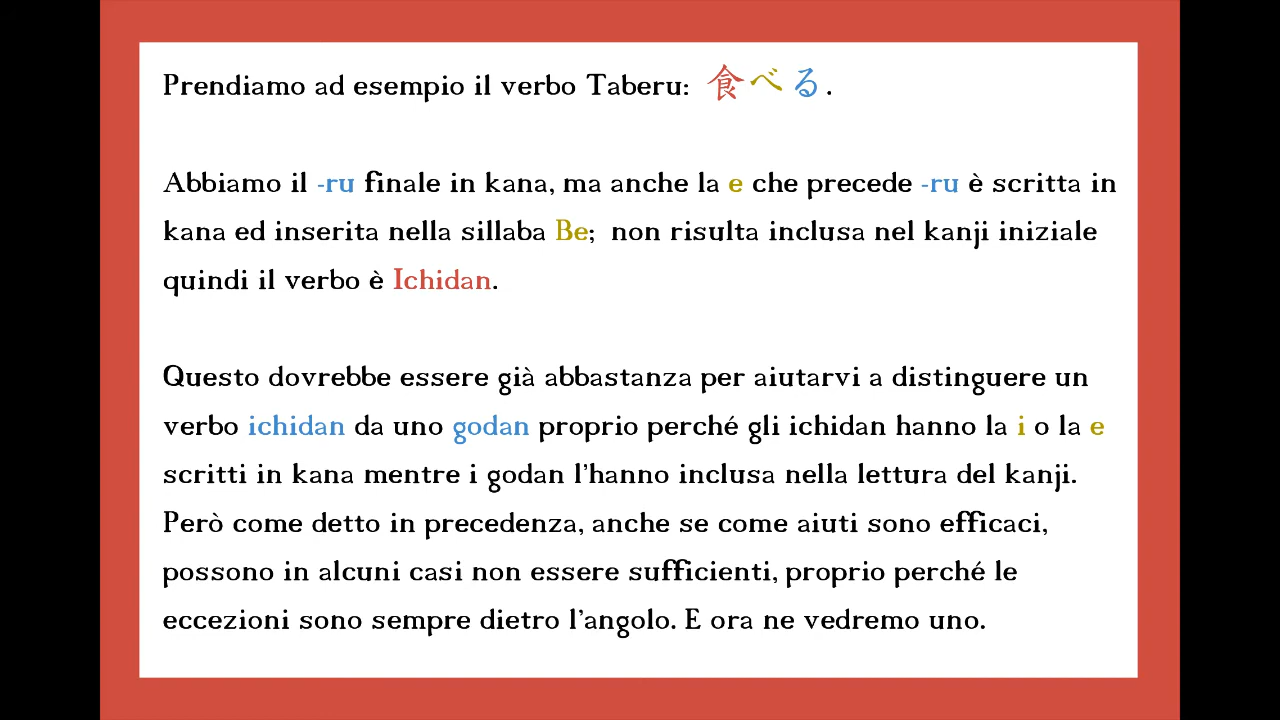 Prendiamo ad esempio il verbo Taberu: 食べる.
Abbiamo il -ru finale in kana, ma anche la e che precede -ru è scritta in
kana ed inserita nella sillaba Be; non risulta inclusa nel kanji iniziale
quindi il verbo è Ichidan.
Questo dovrebbe essere già abbastanza per aiutarvi a distinguere un
verbo ichidan da uno godan proprio perché gli ichidan hanno la i o la e
scritti in kana mentre i godan l'hanno inclusa nella lettura del kanji.
Però come detto in precedenza, anche se come aiuti sono efficaci,
possono in alcuni casi non essere sufficienti, proprio perché le
eccezioni sono sempre dietro l'angolo. E ora ne vedremo uno.